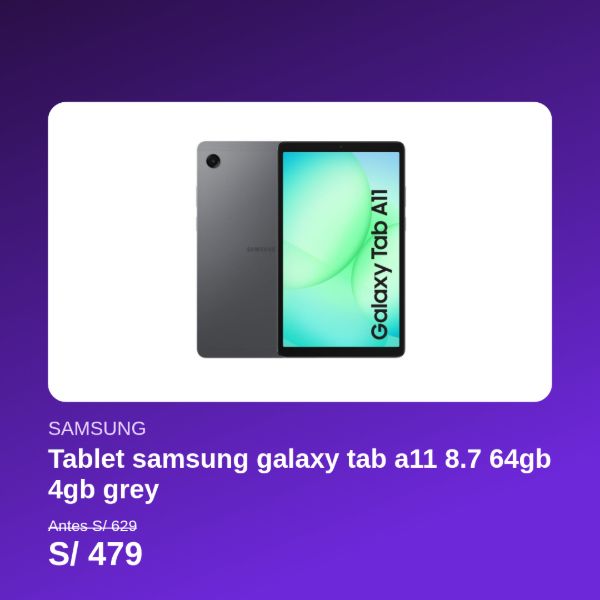 SAMSUNG
Galaxy Tab A11
SAMSUNG
Tablet samsung galaxy tab a11 8.7 64gb
4gb grey
Antes S/ 629
S/ 479